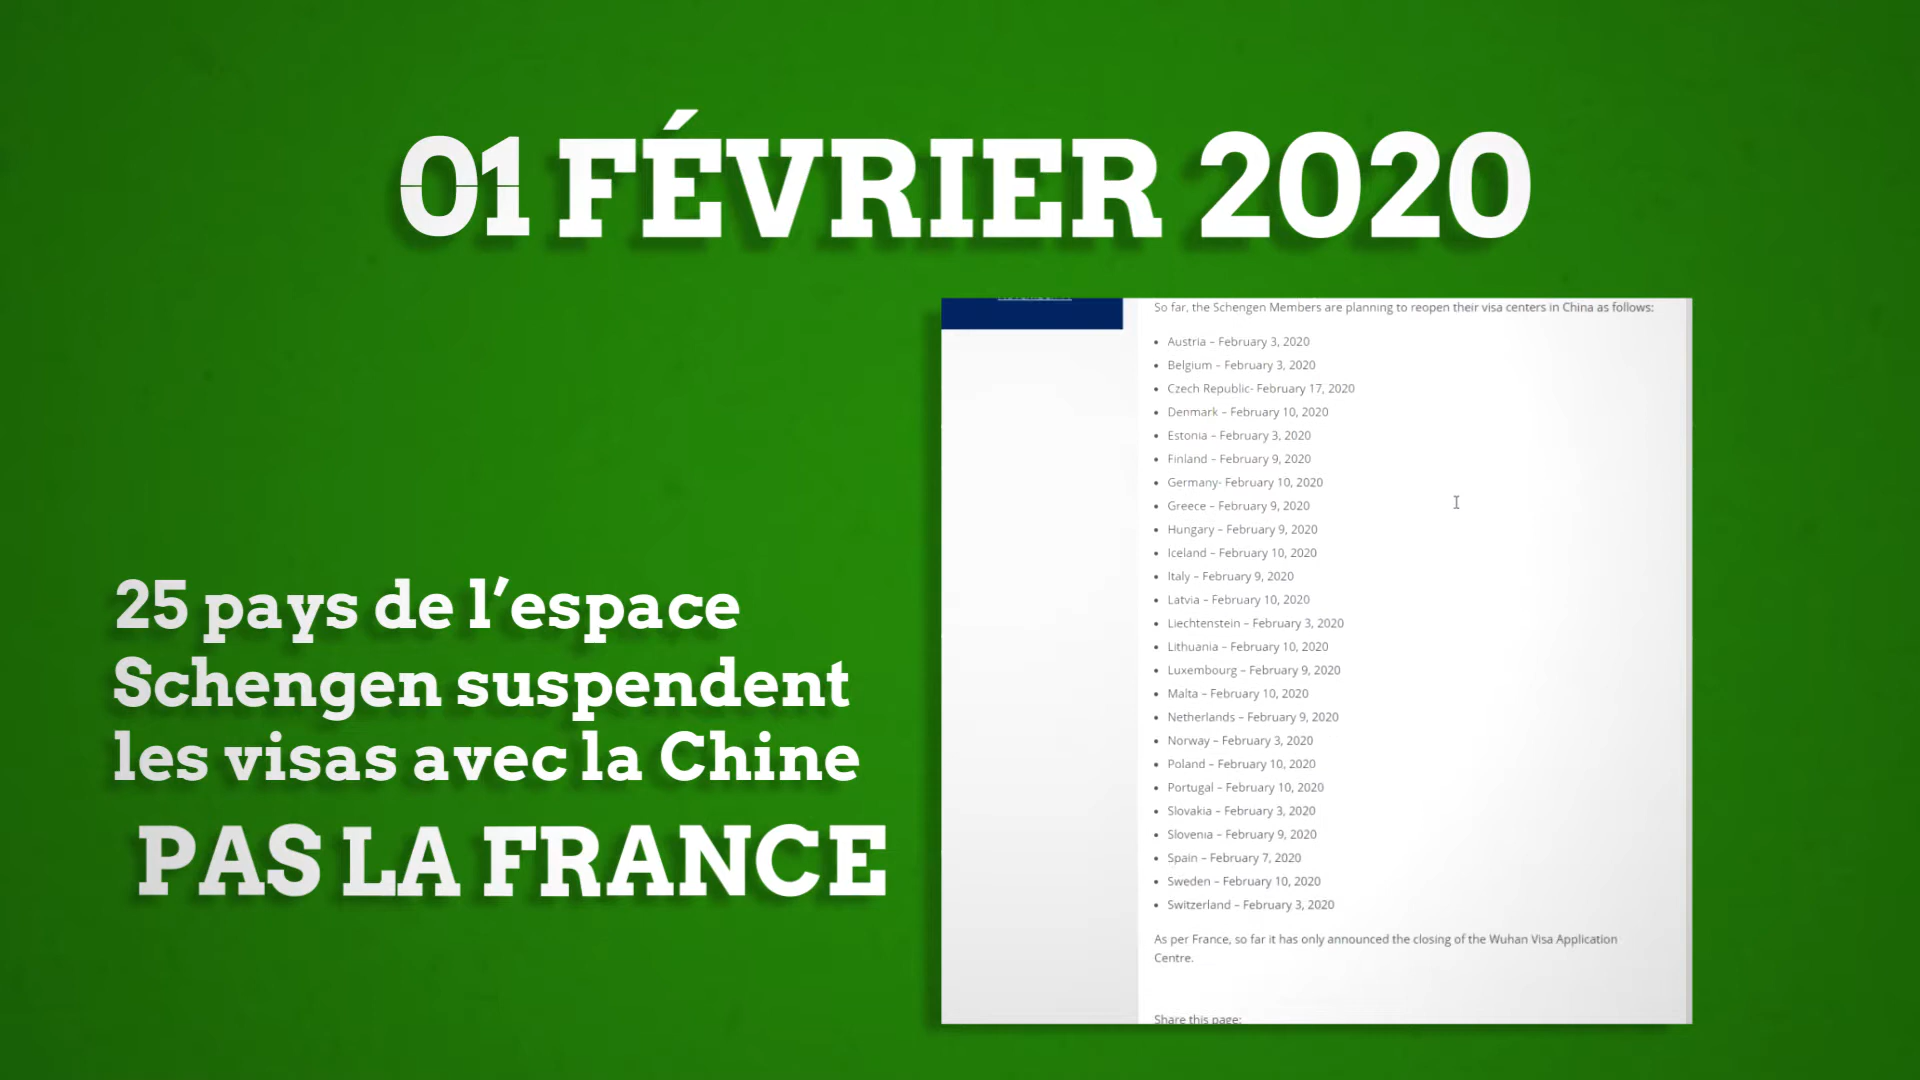 01 FÉVRIER 2020
25 pays de l’espace
Schengen suspendent
les visas avec la Chine
PAS LA FRANCE
So far, the Schengen Members are planning to reopen their visa centers in China as follows:
• Austria – February 3, 2020
• Belgium – February 3, 2020
• Czech Republic- February 17, 2020
• Denmark – February 10, 2020
• Estonia – February 3, 2020
• Finland – February 9, 2020
• Germany- February 10, 2020
• Greece – February 9, 2020
• Hungary – February 9, 2020
• Iceland – February 10, 2020
• Italy – February 9, 2020
• Latvia – February 10, 2020
• Liechtenstein – February 3, 2020
• Lithuania – February 10, 2020
• Luxembourg – February 9, 2020
• Malta – February 10, 2020
• Netherlands – February 9, 2020
• Norway – February 3, 2020
• Poland – February 10, 2020
• Portugal – February 10, 2020
• Slovakia – February 3, 2020
• Slovenia – February 9, 2020
• Spain – February 7, 2020
• Sweden – February 10, 2020
• Switzerland – February 3, 2020
As per France, so far it has only announced the closing of the Wuhan Visa Application
Centre.
Share this page: